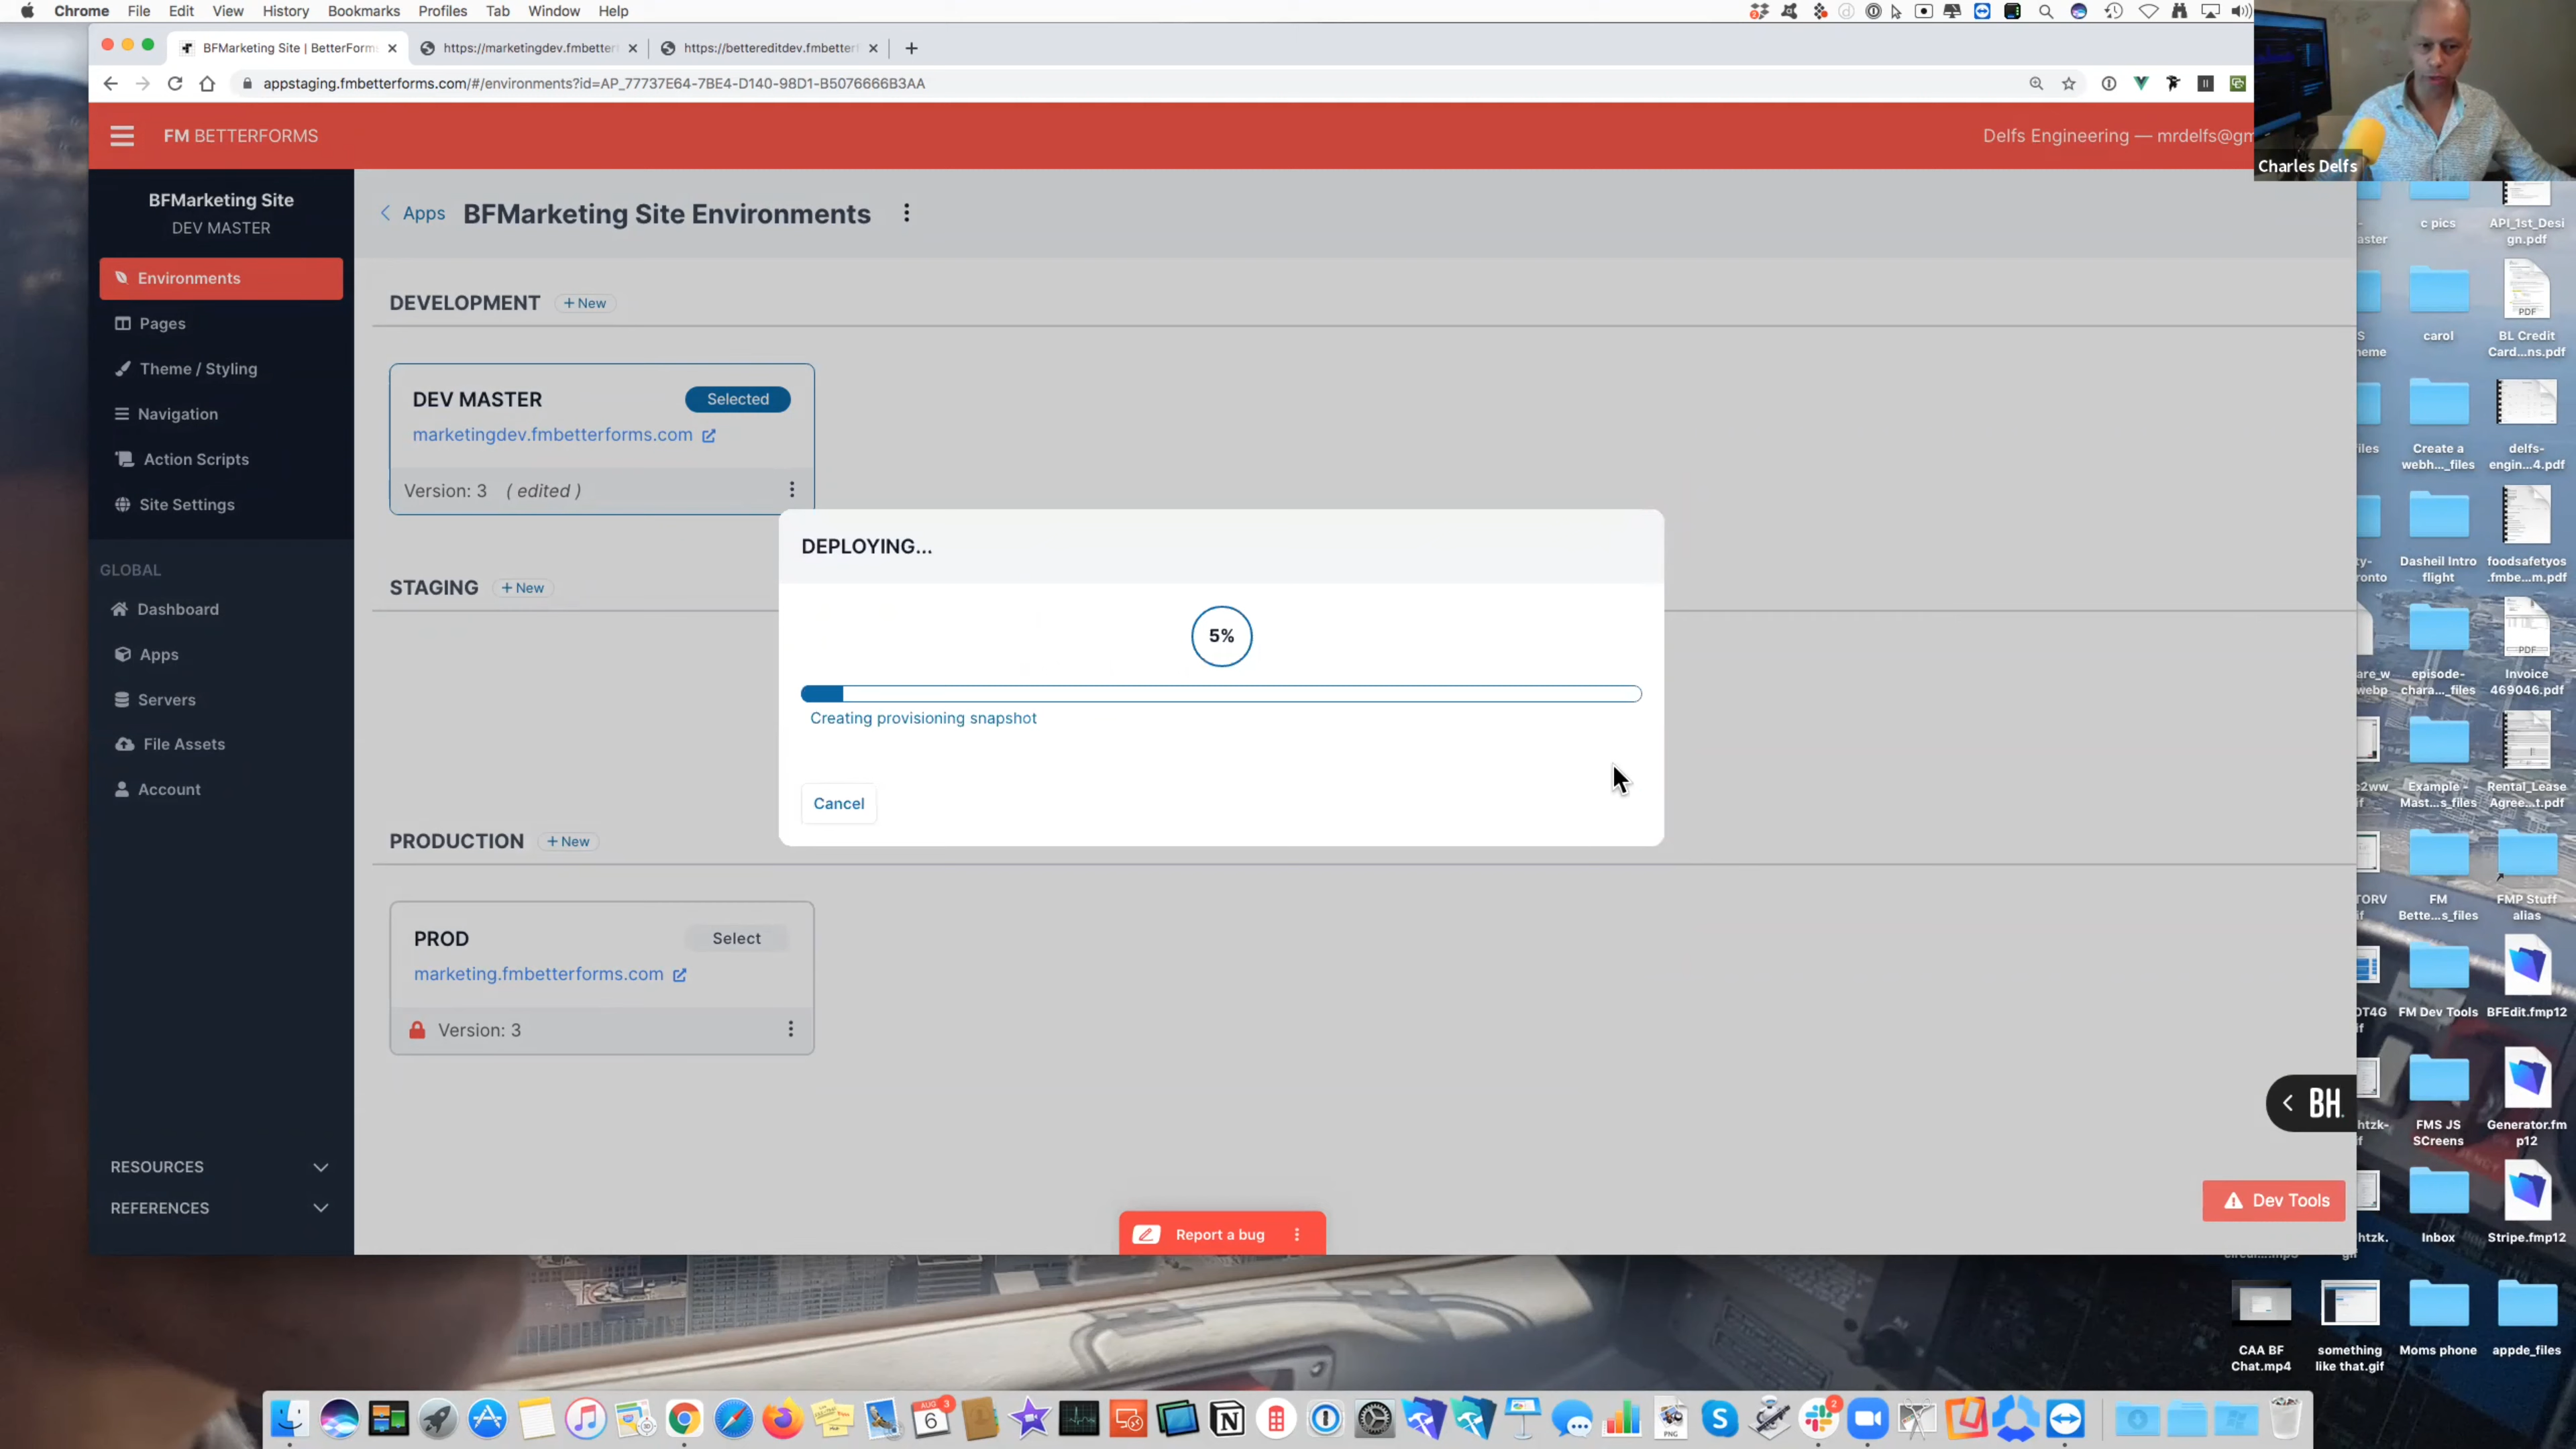 Chrome File Edit View History Bookmarks Profiles Tab Window Help
BFMarketing Site | BetterForm
https://marketingdev.fmbetter
https://bettereditdev.fmbetter
appstaging.fmbetterforms.com/#/environments?id=AP_77737E64-7BE4-D140-98D1-B5076666B3AA
FM BETTERFORMS
Delfs Engineering — mrdelfs@gm
Charles Delfs
BFMarketing Site
DEV MASTER
Environments
Pages
Theme / Styling
Navigation
Action Scripts
Site Settings
GLOBAL
Dashboard
Apps
Servers
File Assets
Account
RESOURCES
REFERENCES
Apps
BFMarketing Site Environments
DEVELOPMENT
+ New
DEV MASTER
Selected
marketingdev.fmbetterforms.com
Version: 3 ( edited )
STAGING
+ New
DEPLOYING...
5%
Creating provisioning snapshot
Cancel
PRODUCTION
+ New
PROD
Select
marketing.fmbetterforms.com
Version: 3
BH.
Dev Tools
Report a bug
c pics
API_1st_Desi
gn.pdf
carol
PDF
BL Credit
Card...ns.pdf
Create a
webh..._files
delfs-
engin...4.pdf
Dasheil Intro
flight
foodsafetyos
.fmbe...m.pdf
episode-
chara..._files
PDF
Invoice
469046.pdf
Example -
Mast...s_files
Rental_Lease
Agree...t.pdf
FM
Bette...s_files
FMP Stuff
alias
FM Dev Tools
BFEdit.fmp12
FMS JS
SCreens
Generator.fm
p12
Inbox
Stripe.fmp12
CAA BF
Chat.mp4
something
like that.gif
Moms phone
appde_files
AUG
6
3
PNG
2